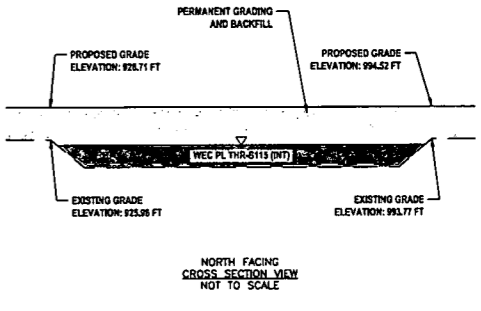 PERMANENT GRADING
AND BACKFILL
PROPOSED GRADE
ELEVATION: 926.71 FT
PROPOSED GRADE
ELEVATION: 994.52 FT
WEC PL THR-S115 (INT)
EXISTING GRADE
ELEVATION: 925.96 FT
EXISTING GRADE
ELEVATION: 993.77 FT
NORTH FACING
CROSS SECTION VIEW
NOT TO SCALE